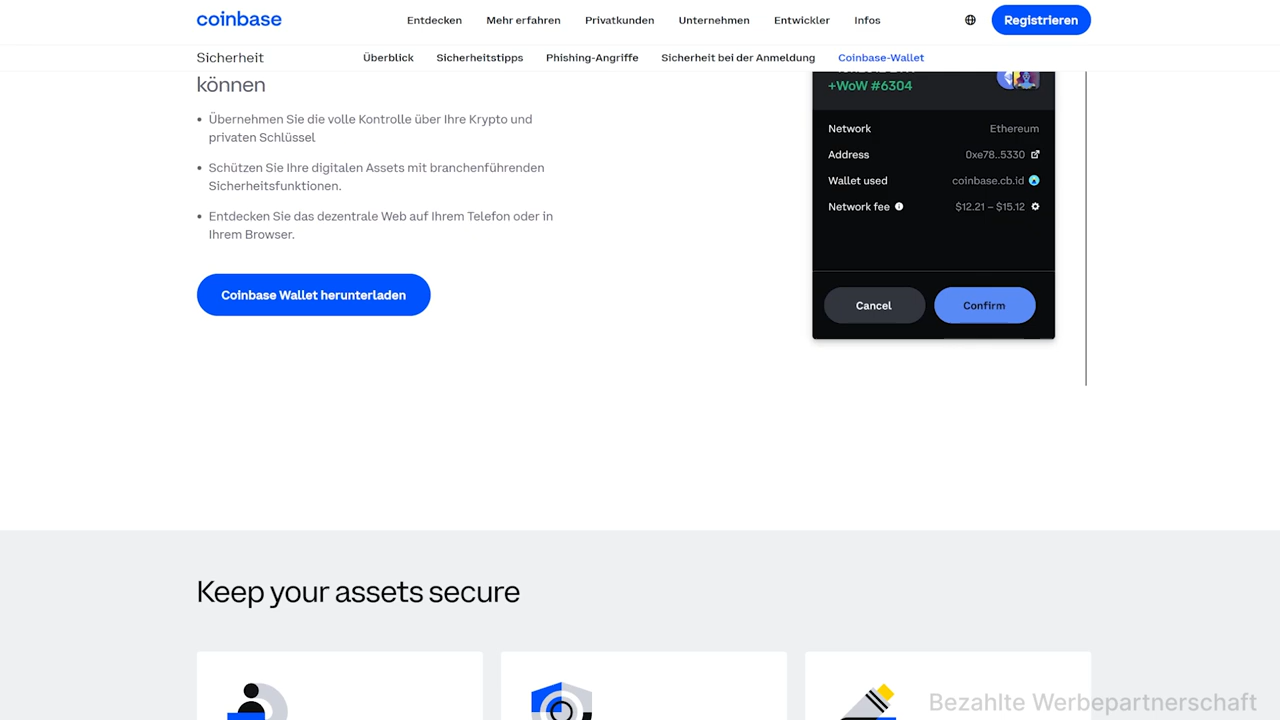 coinbase
Entdecken
Mehr erfahren
Privatkunden
Unternehmen
Entwickler
Infos
Registrieren
Sicherheit
Überblick
Sicherheitstipps
Phishing-Angriffe
Sicherheit bei der Anmeldung
Coinbase-Wallet
können
• Übernehmen Sie die volle Kontrolle über Ihre Krypto und
privaten Schlüssel
• Schützen Sie Ihre digitalen Assets mit branchenführenden
Sicherheitsfunktionen.
• Entdecken Sie das dezentrale Web auf Ihrem Telefon oder in
Ihrem Browser.
Coinbase Wallet herunterladen
+WoW #6304
Network Ethereum
Address 0xe78..5330
Wallet used coinbase.cb.id
Network fee $12.21 – $15.12
Cancel
Confirm
Keep your assets secure
Bezahlte Werbepartnerschaft